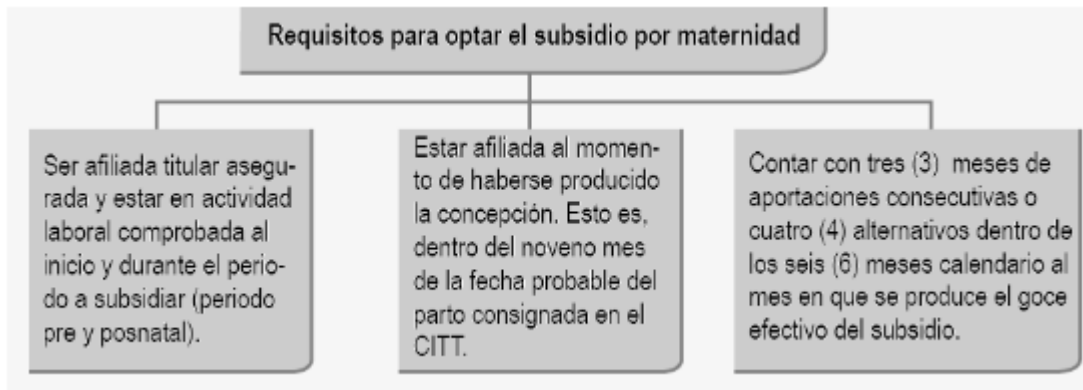 Requisitos para optar el subsidio por maternidad
Ser afiliada titular asegu-
rada y estar en actividad
laboral comprobada al
inicio y durante el perio-
do a subsidiar (periodo
pre y posnatal).
Estar afiliada al momen-
to de haberse producido
la concepción. Esto es,
dentro del noveno mes
de la fecha probable del
parto consignada en el
CITT.
Contar con tres (3) meses de
aportaciones consecutivas o
cuatro (4) alternativos dentro de
los seis (6) meses calendario al
mes en que se produce el goce
efectivo del subsidio.